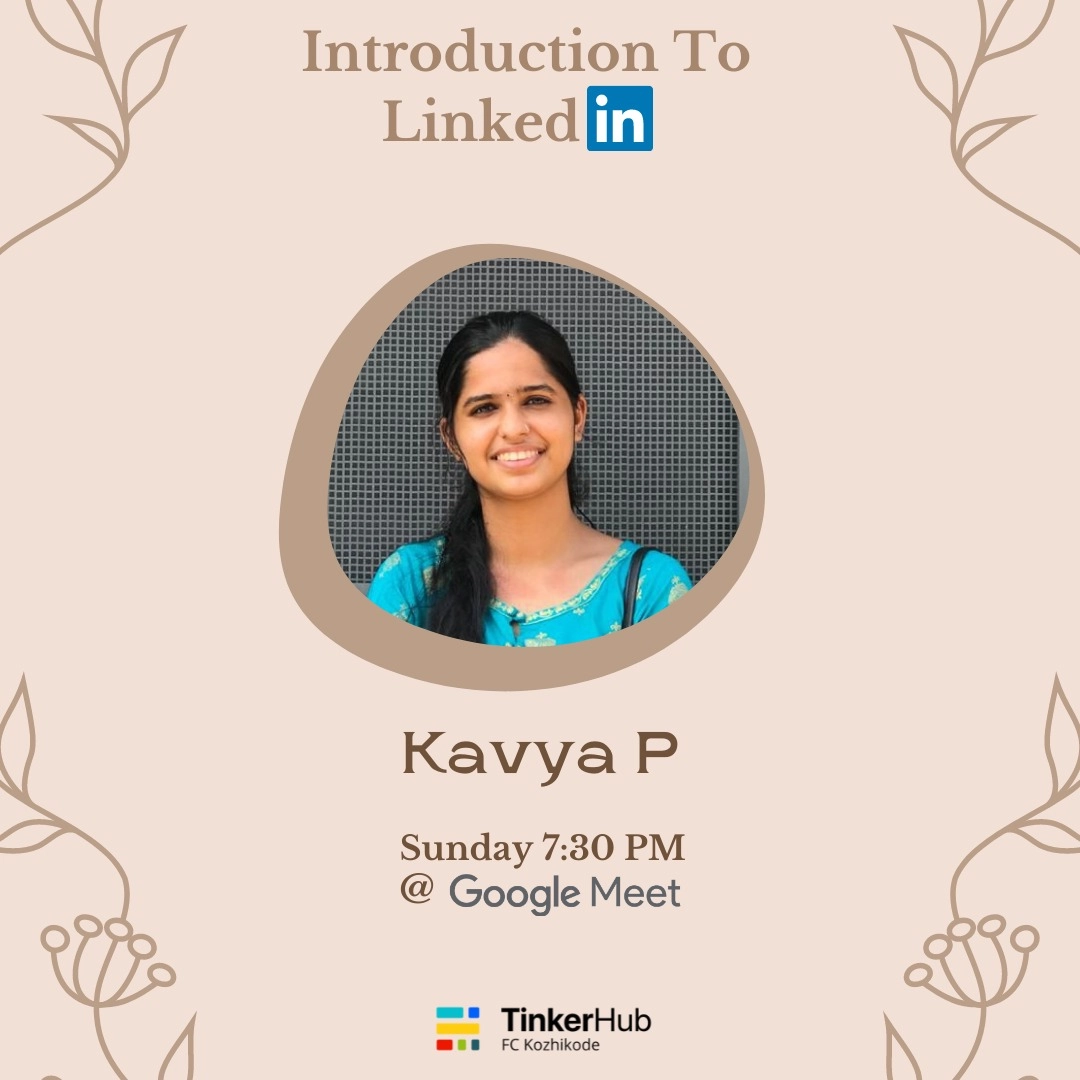 Introduction To
Linkedin
Kavya P
Sunday 7:30 PM
@ Google Meet
TinkerHub
FC Kozhikode